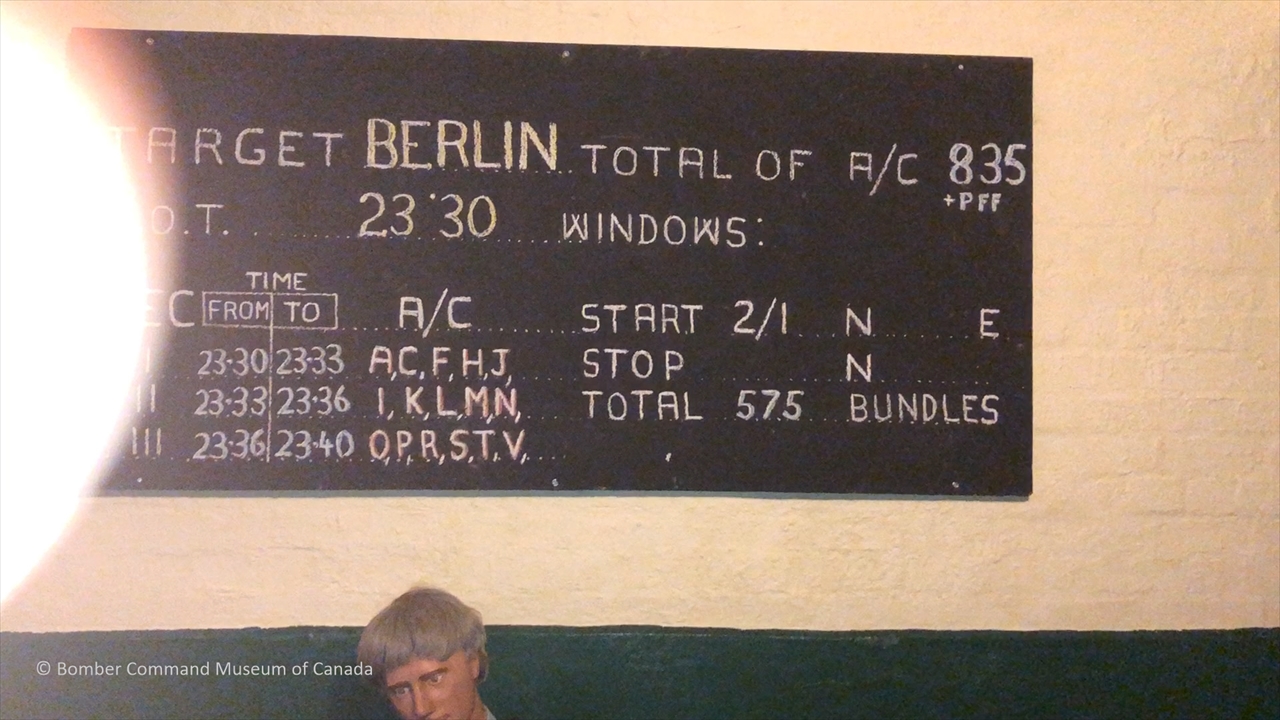 TARGET BERLIN TOTAL OF A/C 835
+PFF
O.T. 23·30 WINDOWS:
TIME
EC FROM TO A/C START 2/1 N E
I 23·30 23·33 A,C,F,H,J, STOP N
II 23·33 23·36 I,K,L,M,N, TOTAL 575 BUNDLES
III 23·36 23·40 O,P,R,S,T,V,
© Bomber Command Museum of Canada